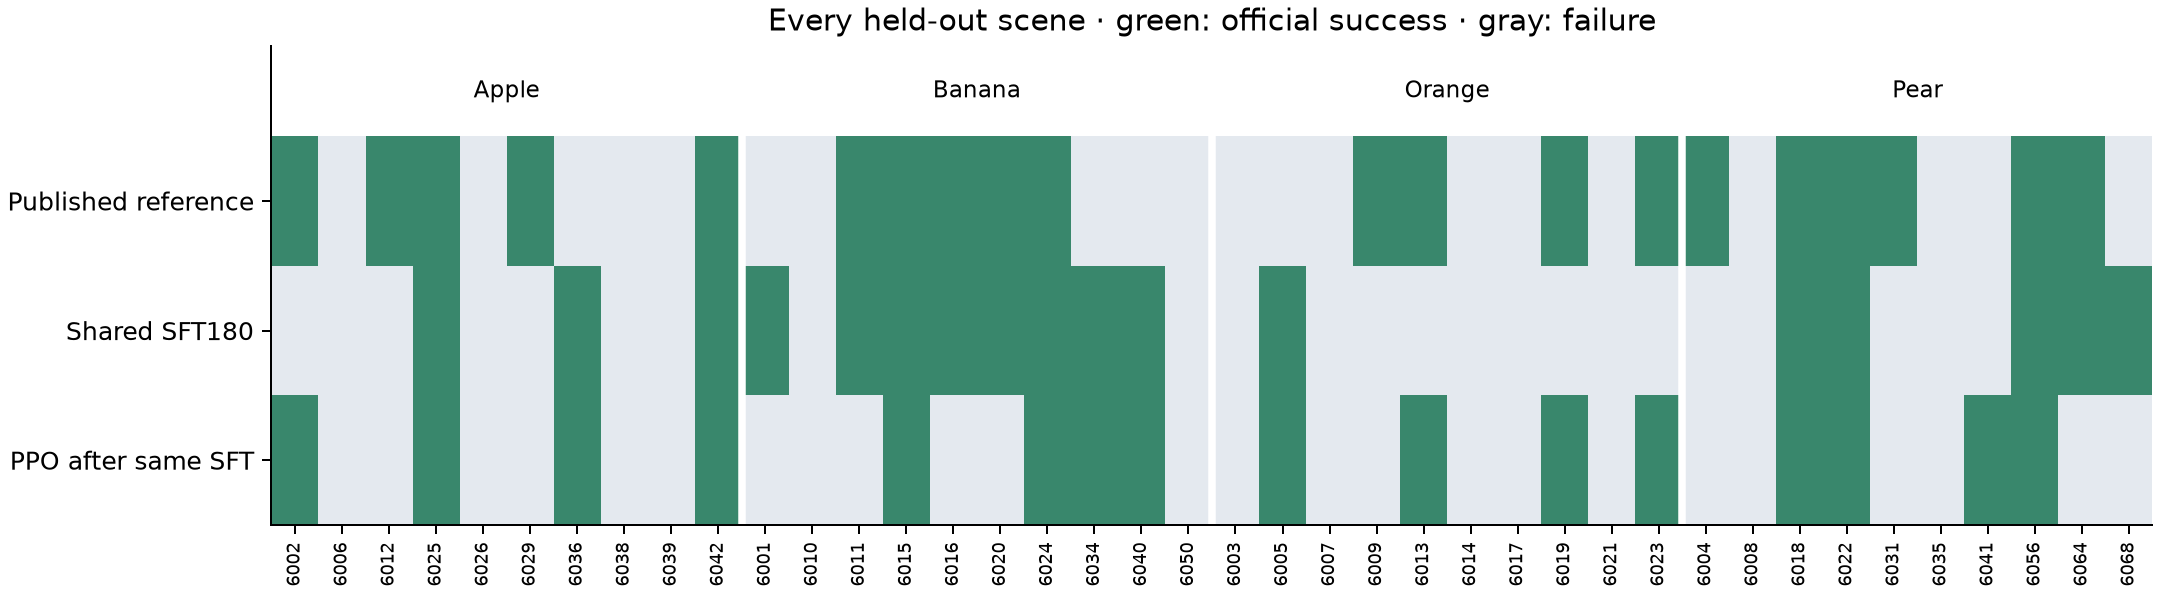 Every held-out scene · green: official success · gray: failure
Apple Banana Orange Pear
Published reference
Shared SFT180
PPO after same SFT
6002 6006 6012 6025 6026 6029 6036 6038 6039 6042 6001 6010 6011 6015 6016 6020 6024 6034 6040 6050 6003 6005 6007 6009 6013 6014 6017 6019 6021 6023 6004 6008 6018 6022 6031 6035 6041 6056 6064 6068